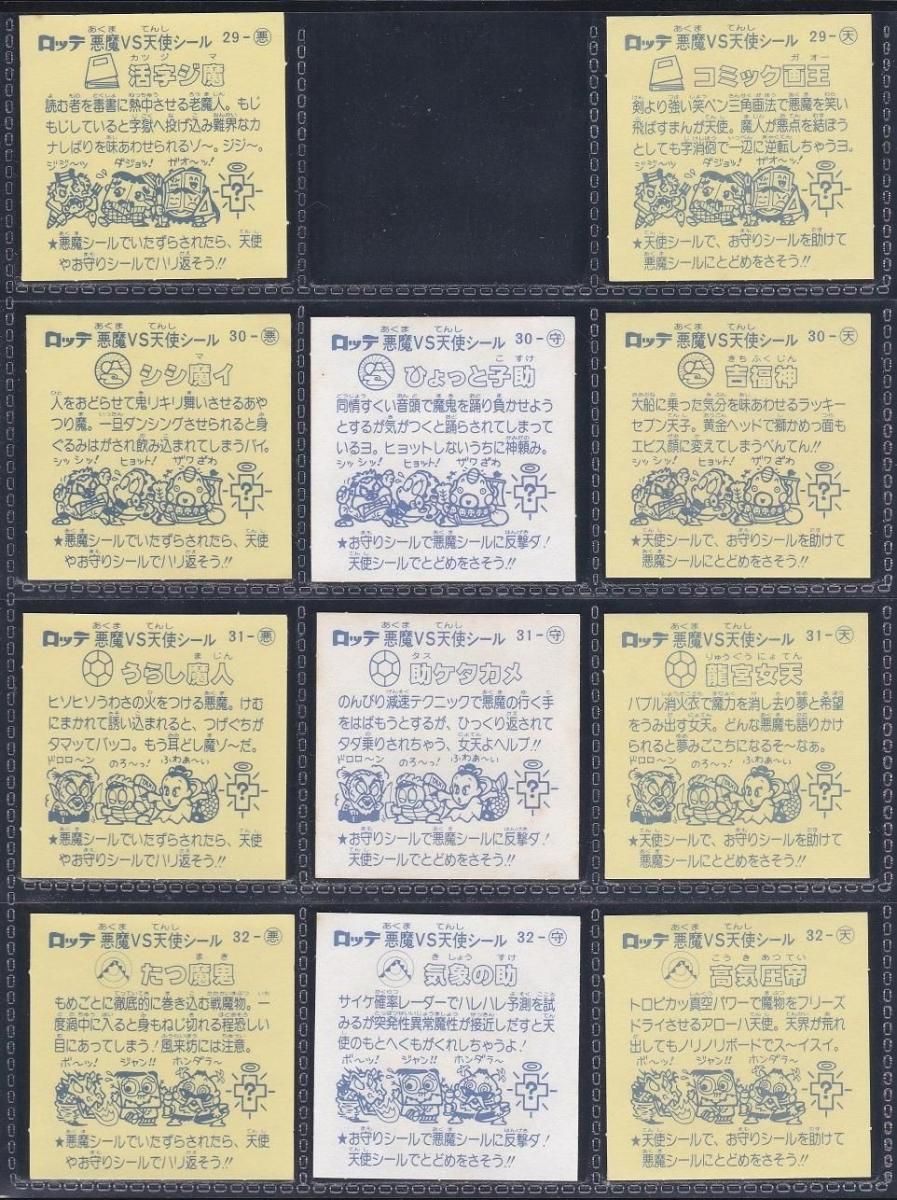 ロッテ 悪魔VS天使シール 29-悪
活字ジ魔
読む者を毒書に熱中させる老魔人。もじ
もじしていると字獄へ投げ込み難界なカ
ナしばりを味あわせられるゾ〜。ジジ〜。
ジジ〜ッ ダジョッ! ガオ〜ッ!
?
★悪魔シールでいたずらされたら、天使
やお守りシールでハリ返そう!!
ロッテ 悪魔VS天使シール 29-天
コミック画王
剣より強い笑ペン三角画法で悪魔を笑い
飛ばすまんが天使。魔人が悪点を結ぼう
としても字消砲で一辺に逆転しちゃうヨ。
ジジ〜ッ ダジョッ! ガオ〜ッ!
?
★天使シールで、お守りシールを助けて
悪魔シールにとどめをさそう!!
ロッテ 悪魔VS天使シール 30-悪
シシ魔イ
人をおどらせて鬼リキリ舞いさせるあや
つり魔。一旦ダンシングさせられると身
ぐるみはがされ飲み込まれてしまうバイ。
シッシッ! ヒョット! ザワざわ
?
★悪魔シールでいたずらされたら、天使
やお守りシールでハリ返そう!!
ロッテ 悪魔VS天使シール 30-守
ひょっと子助
同情すくい音頭で魔鬼を踊り負かせよう
とするが気がつくと踊らされてしまって
いるヨ。ヒョットしないうちに神頼み。
シッシッ! ヒョット! ザワざわ
?
★お守りシールで悪魔シールに反撃ダ!
天使シールでとどめをさそう!!
ロッテ 悪魔VS天使シール 30-天
吉福神
大船に乗った気分を味あわせるラッキー
セブン天子。黄金ヘッドで獅かめっ面も
エビス顔に変えてしまうべんてん!!
シッシッ! ヒョット! ザワざわ
?
★天使シールで、お守りシールを助けて
悪魔シールにとどめをさそう!!
ロッテ 悪魔VS天使シール 31-悪
うらし魔人
ヒソヒソうわさの火をつける悪魔。けむ
にまかれて誘い込まれると、つげぐちが
タマッてバッコ。もう耳どし魔ゾ〜だ。
ドロロ〜ン のろ〜っ! ふわぁ〜い
?
★悪魔シールでいたずらされたら、天使
やお守りシールでハリ返そう!!
ロッテ 悪魔VS天使シール 31-守
助ケタカメ
のんびり減速テクニックで悪魔の行く手
をはばもうとするが、ひっくり返されて
タダ乗りされちゃう、女天よヘルプ!!
ドロロ〜ン のろ〜っ! ふわぁ〜い
?
★お守りシールで悪魔シールに反撃ダ!
天使シールでとどめをさそう!!
ロッテ 悪魔VS天使シール 31-天
龍宮女天
バブル消火衣で魔力を消し去り夢と希望
をうみ出す女天。どんな悪魔も語りかけ
られると夢みごこちになるそ〜なぁ。
ドロロ〜ン のろ〜っ! ふわぁ〜い
?
★天使シールで、お守りシールを助けて
悪魔シールにとどめをさそう!!
ロッテ 悪魔VS天使シール 32-悪
たつ魔鬼
もめごとに徹底的に巻き込む戦魔物。一
度渦中に入ると身もねじ切れる程恐しい
目にあってしまう!風来坊には注意。
ボ〜ッ! ジャン!! ホンダラ〜
?
★悪魔シールでいたずらされたら、天使
やお守りシールでハリ返そう!!
ロッテ 悪魔VS天使シール 32-守
気象の助
サイケ確率レーダーでハレハレ予測を試
みるが突発性異常魔性が接近しだすと天
使のもとへくもがくれしちゃうよ!
ボ〜ッ! ジャン!! ホンダラ〜
?
★お守りシールで悪魔シールに反撃ダ!
天使シールでとどめをさそう!!
ロッテ 悪魔VS天使シール 32-天
高気圧帝
トロピカッ真空パワーで魔物をフリーズ
ドライさせるアローハ天使。天界が荒れ
出してもノリノリボードでス〜イスイ。
ボ〜ッ! ジャン!! ホンダラ〜
?
★天使シールで、お守りシールを助けて
悪魔シールにとどめをさそう!!